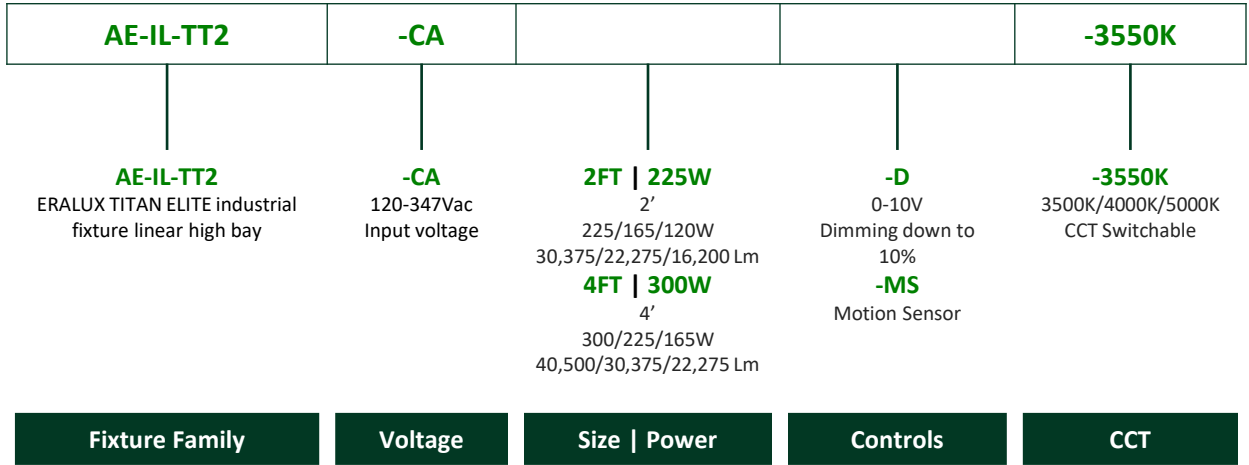 AE-IL-TT2
-CA
-3550K
AE-IL-TT2
ERALUX TITAN ELITE industrial
fixture linear high bay
-CA
120-347Vac
Input voltage
2FT | 225W
2’
225/165/120W
30,375/22,275/16,200 Lm
4FT | 300W
4’
300/225/165W
40,500/30,375/22,275 Lm
-D
0-10V
Dimming down to
10%
-MS
Motion Sensor
-3550K
3500K/4000K/5000K
CCT Switchable
Fixture Family
Voltage
Size | Power
Controls
CCT